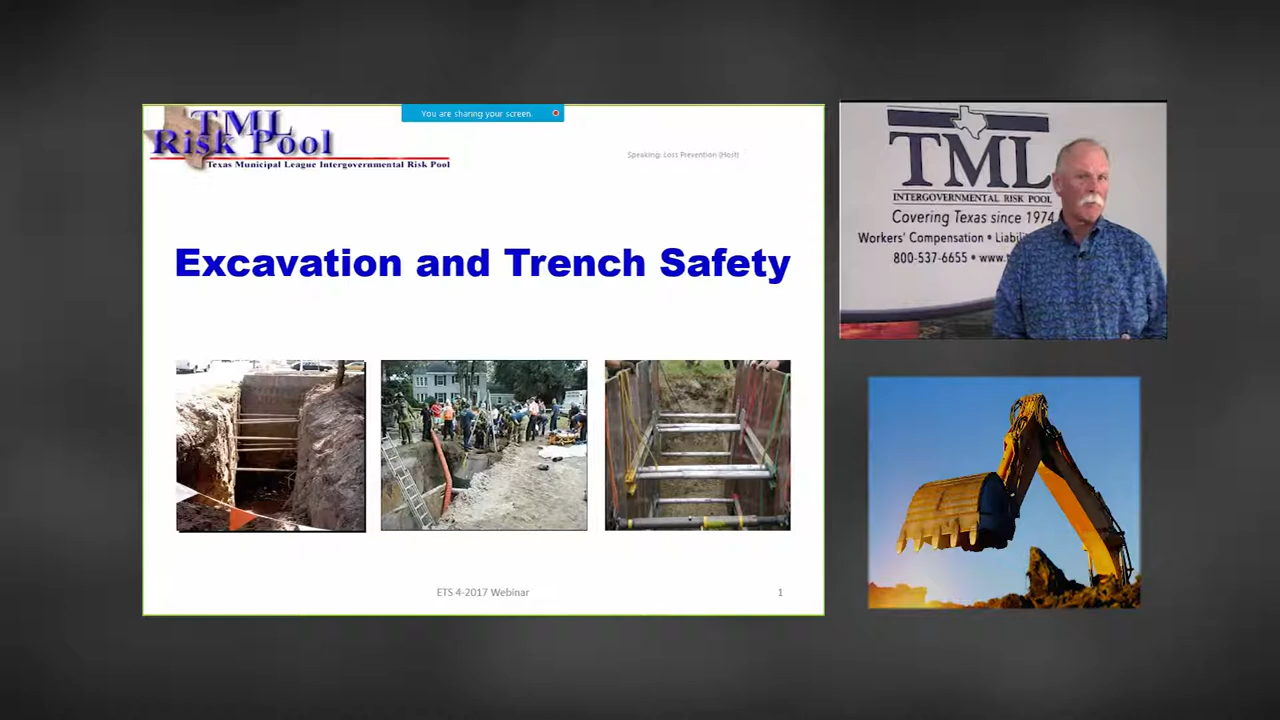 TML
Risk Pool
Texas Municipal League Intergovernmental Risk Pool
You are sharing your screen.
Speaking: Loss Prevention (Host)
Excavation and Trench Safety
ETS 4-2017 Webinar
1
TML
INTERGOVERNMENTAL RISK POOL
Covering Texas since 1974
Workers' Compensation •
800-537-6655 •